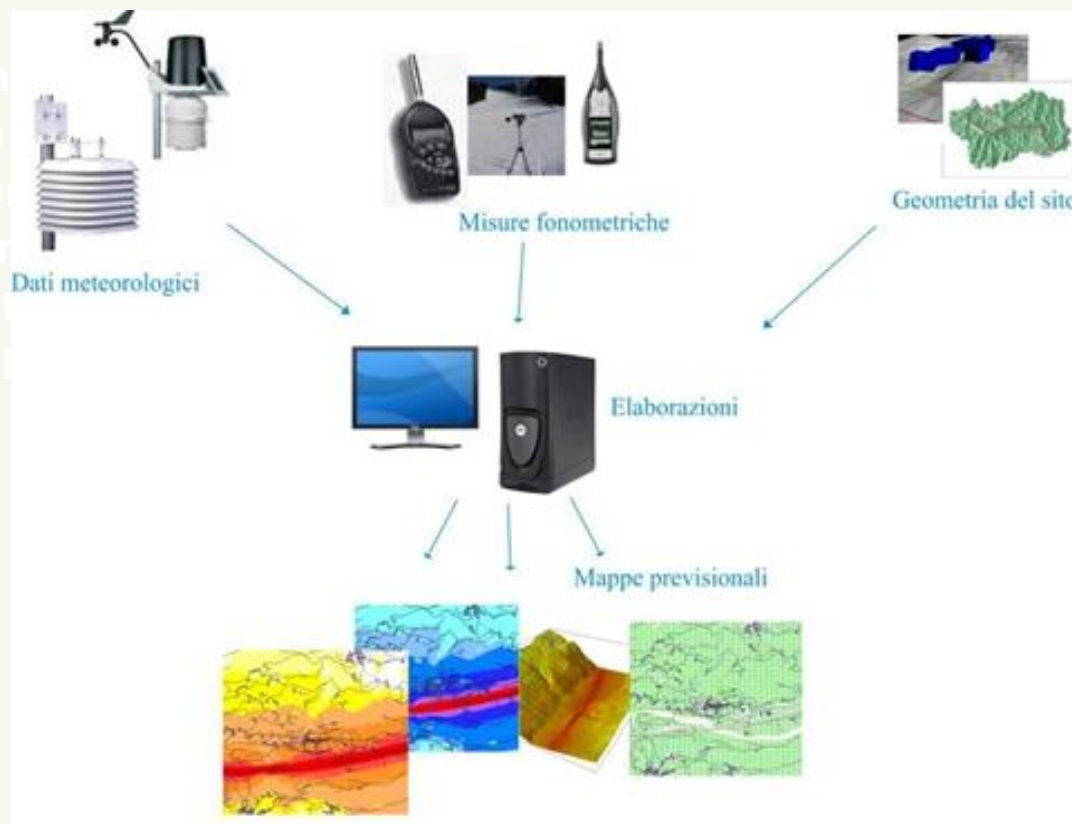 Misure fonometriche
Geometria del sito
Dati meteorologici
Elaborazioni
Mappe previsionali